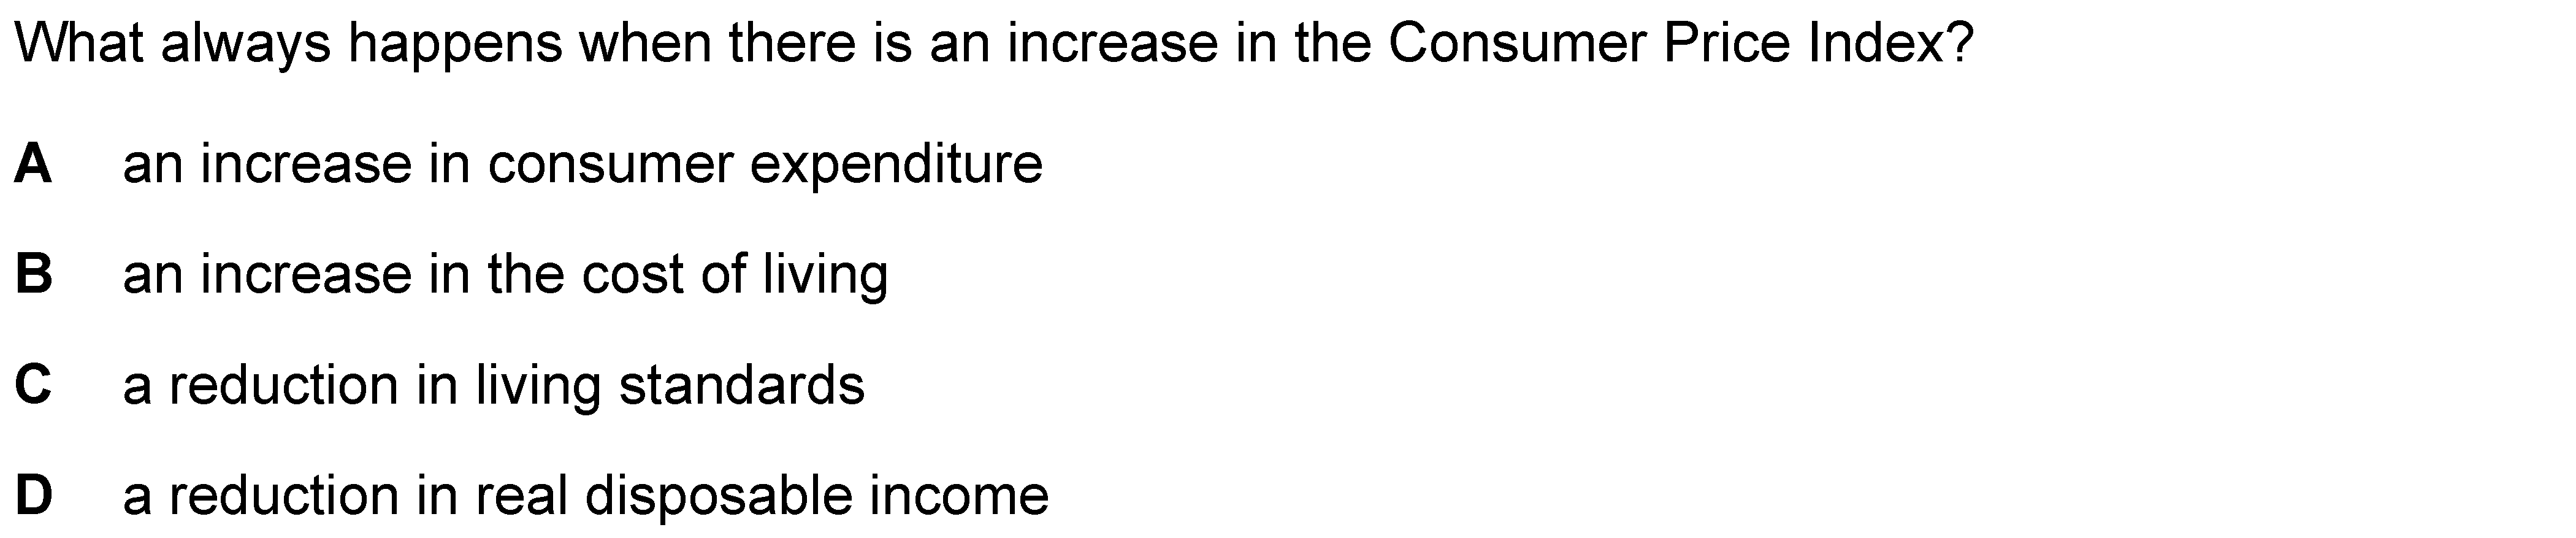 What always happens when there is an increase in the Consumer Price Index?
A an increase in consumer expenditure
B an increase in the cost of living
C a reduction in living standards
D a reduction in real disposable income